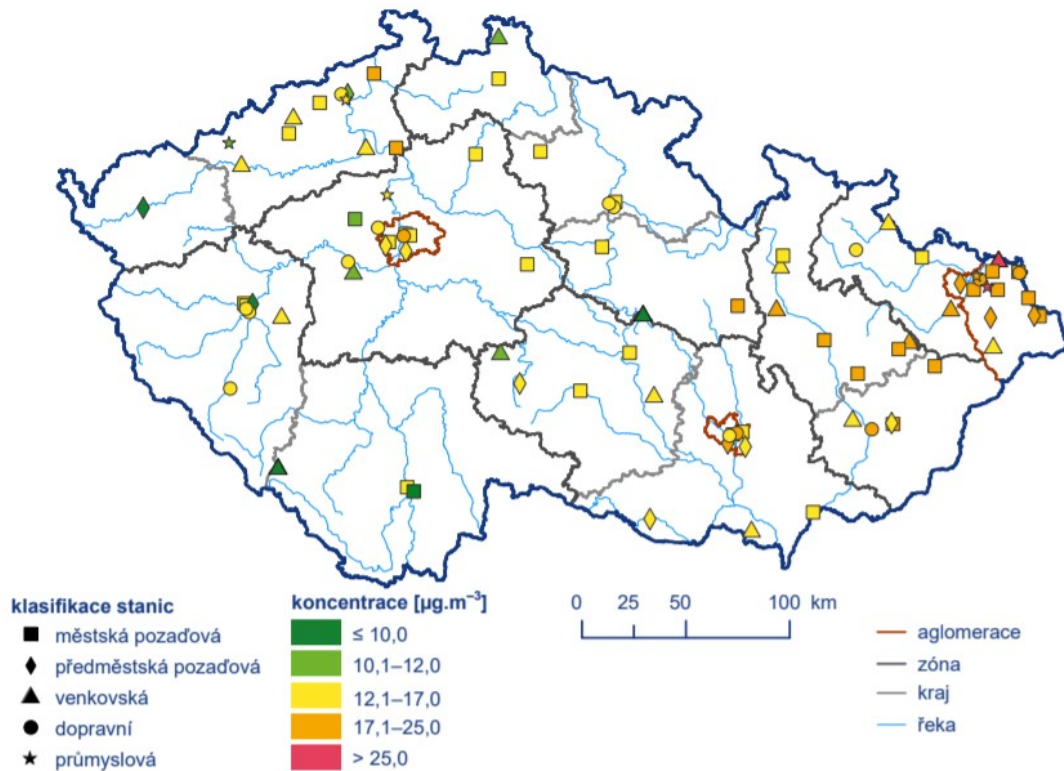 klasifikace stanic
městská pozaďová
předměstská pozaďová
venkovská
dopravní
průmyslová
koncentrace [µg.m⁻³]
≤ 10,0
10,1–12,0
12,1–17,0
17,1–25,0
> 25,0
0 25 50 100 km
aglomerace
zóna
kraj
řeka